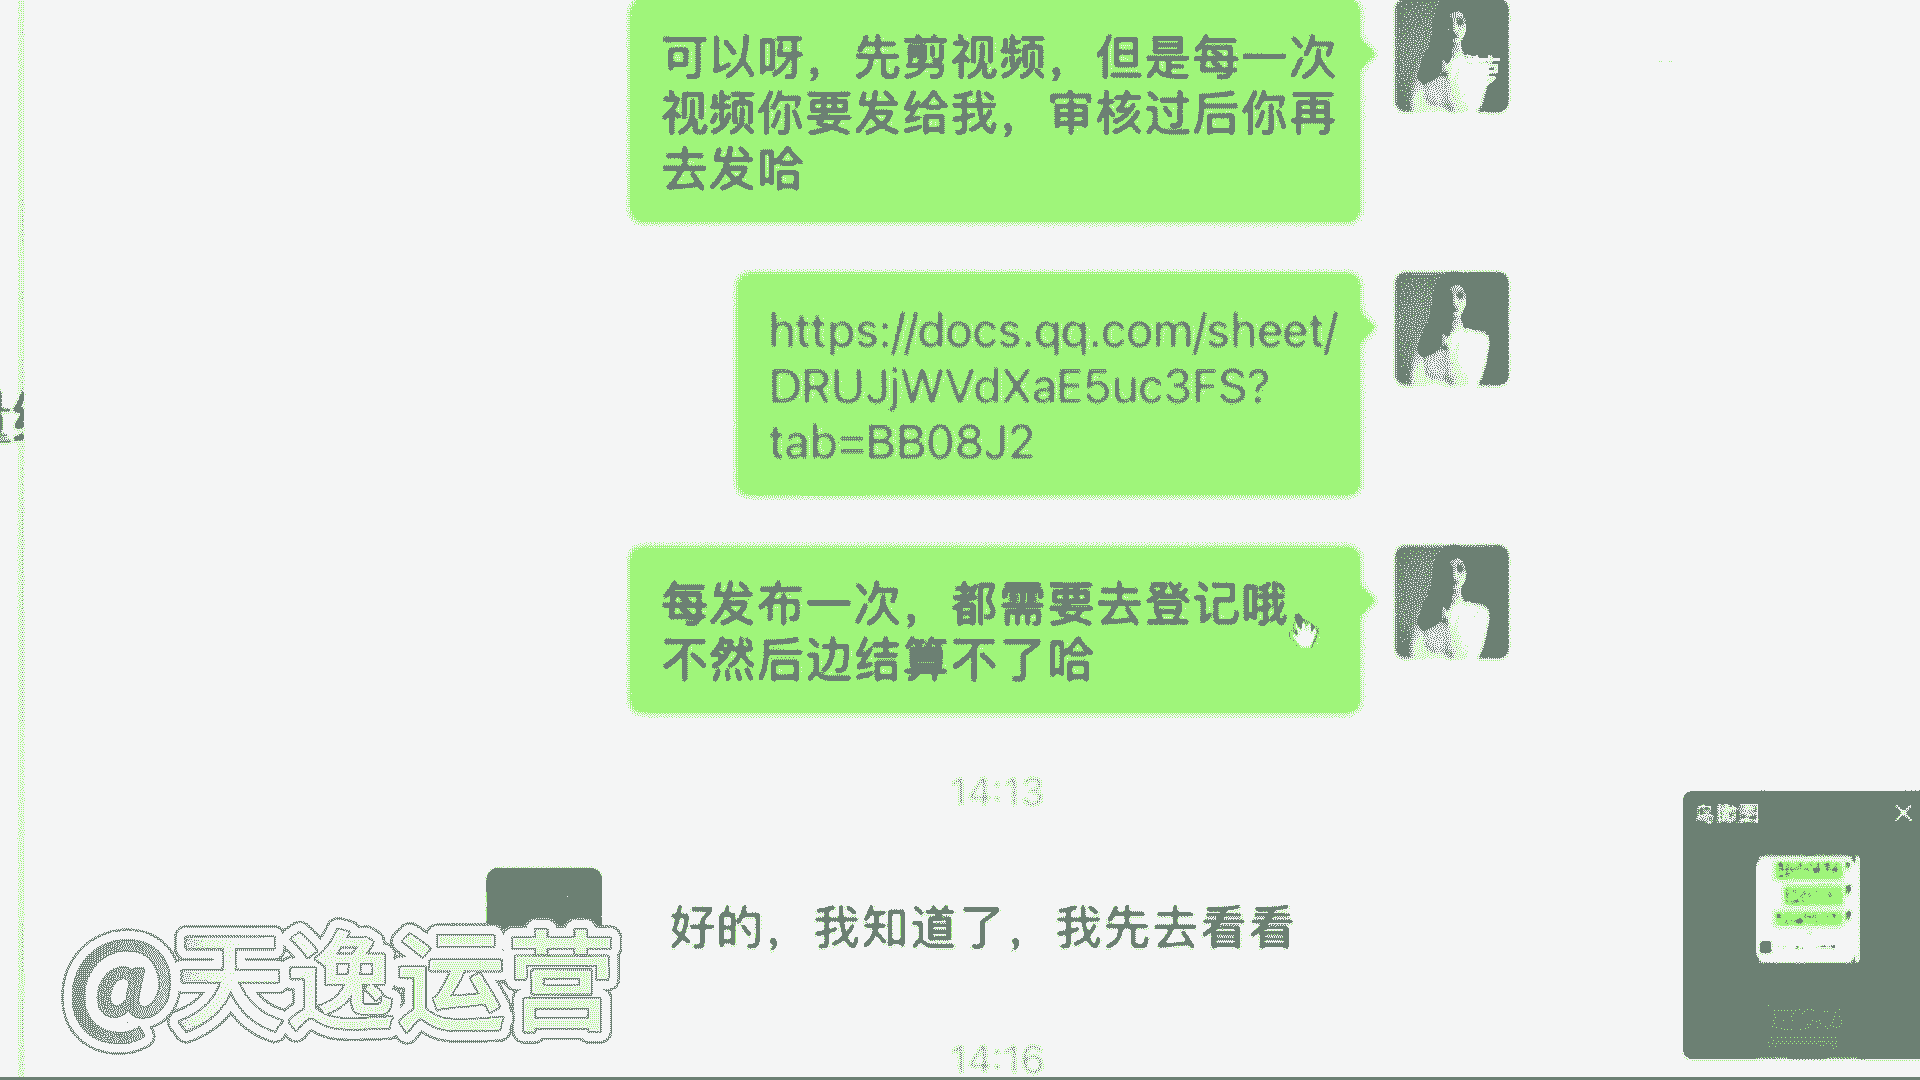 可以呀，先剪视频，但是每一次
视频你要发给我，审核过后你再
去发哈
https://docs.qq.com/sheet/
DRUJjWVdXaE5uc3FS?
tab=BB08J2
每发布一次，都需要去登记哦，
不然后边结算不了哈
14:13
好的，我知道了，我先去看看
@天逸运营
14:16